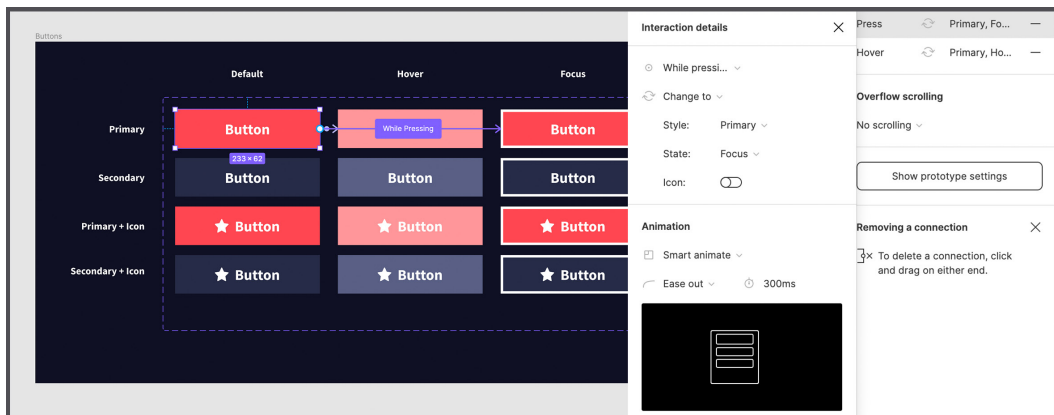 Buttons
Default
Hover
Focus
Primary
Button
While Pressing
Button
233 × 62
Secondary
Button
Button
Button
Primary + Icon
Button
Button
Button
Secondary + Icon
Button
Button
Button
Interaction details
While pressi...
Change to
Style: Primary
State: Focus
Icon:
Animation
Smart animate
Ease out 300ms
Press Primary, Fo...
Hover Primary, Ho...
Overflow scrolling
No scrolling
Show prototype settings
Removing a connection
To delete a connection, click
and drag on either end.